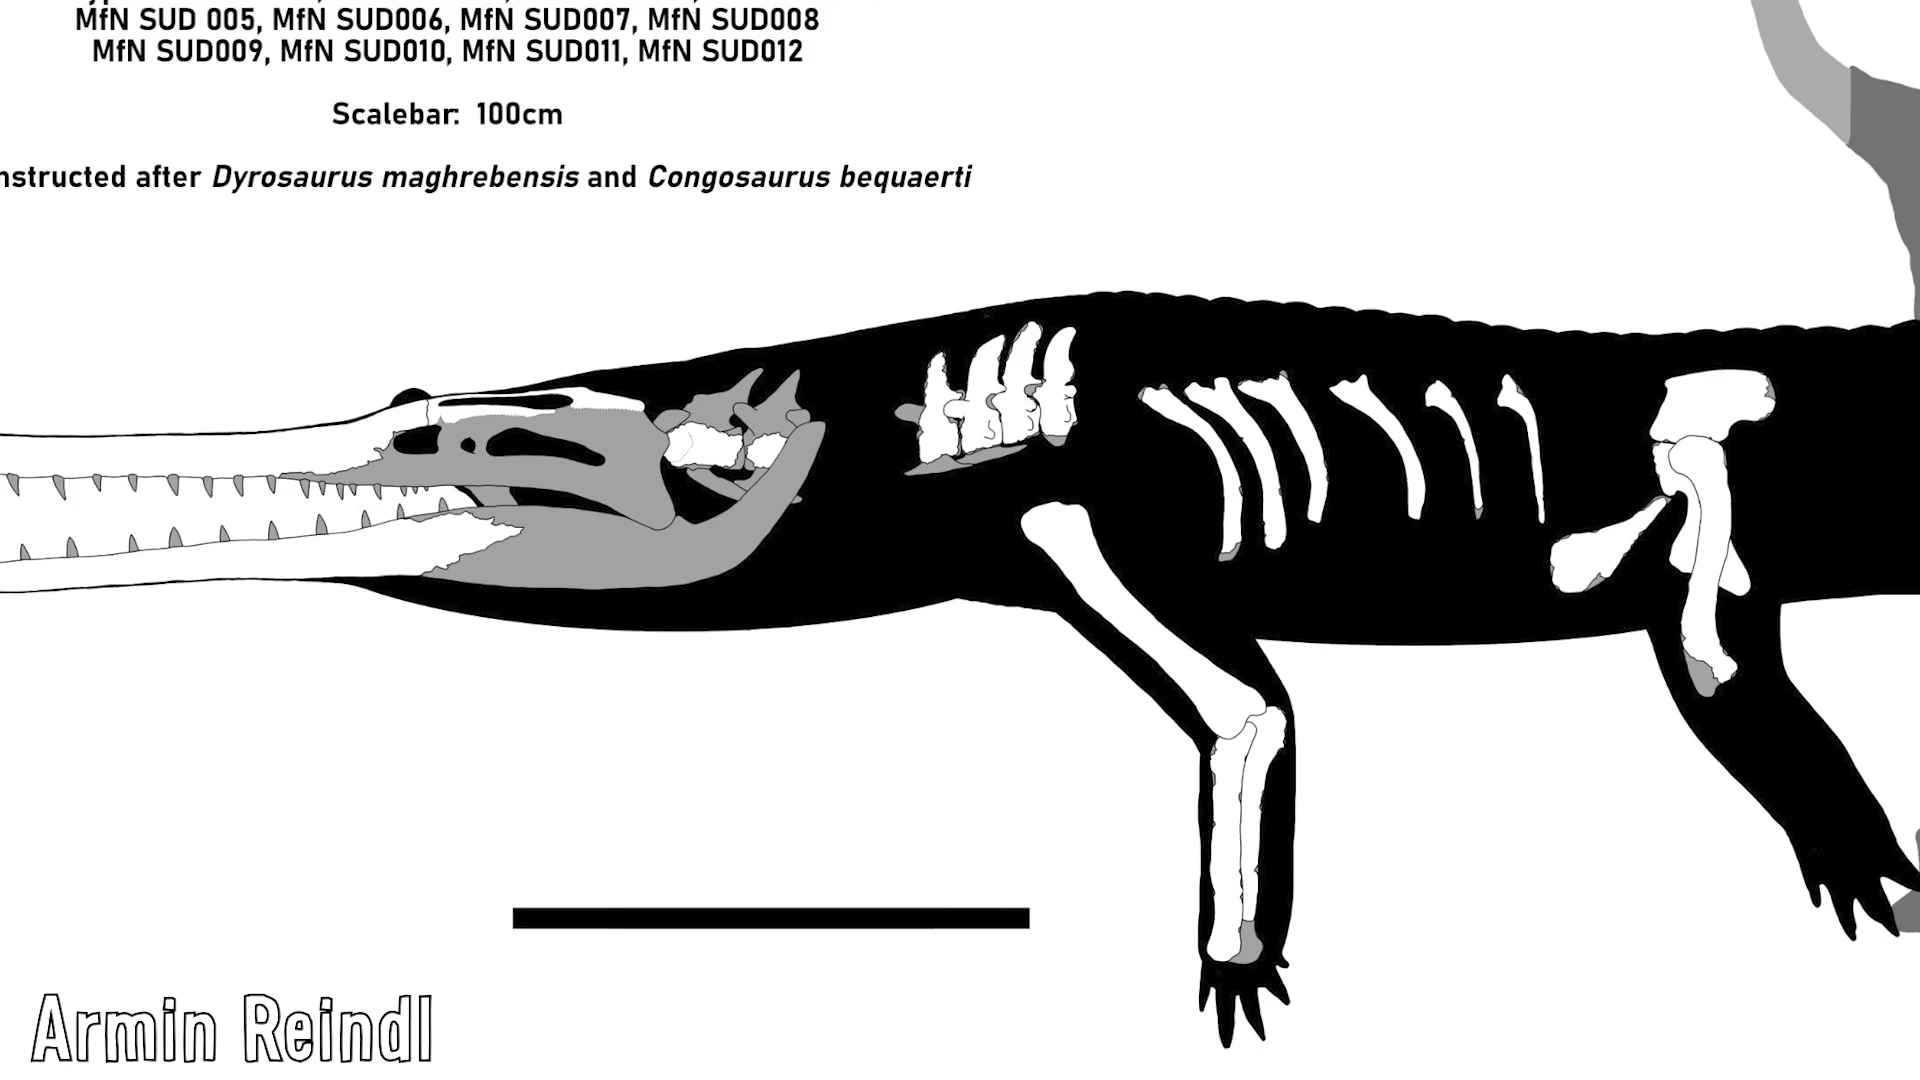 MfN SUD 005, MfN SUD006, MfN SUD007, MfN SUD008
MfN SUD009, MfN SUD010, MfN SUD011, MfN SUD012
Scalebar: 100cm
after Dyrosaurus maghrebensis and Congosaurus bequaerti
Armin Reindl